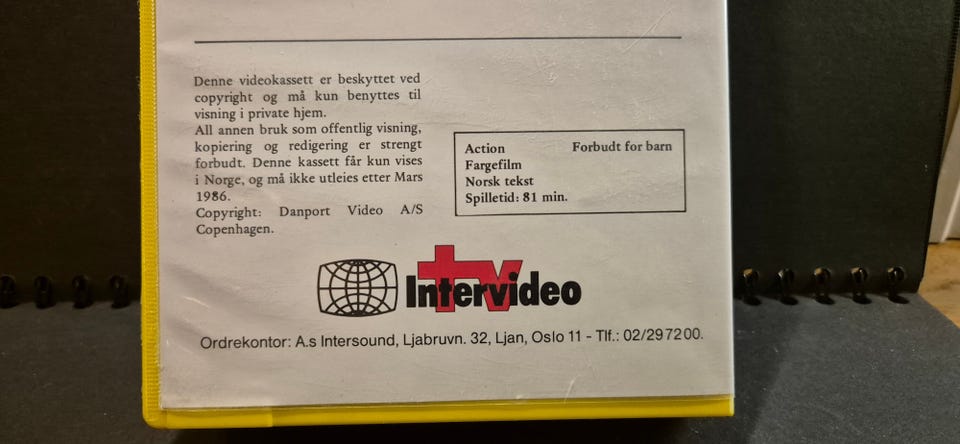 Denne videokassett er beskyttet ved
copyright og må kun benyttes til
visning i private hjem.
All annen bruk som offentlig visning,
kopiering og redigering er strengt
forbudt. Denne kassett får kun vises
i Norge, og må ikke utleies etter Mars
1986.
Copyright: Danport Video A/S
Copenhagen.
Action Forbudt for barn
Fargefilm
Norsk tekst
Spilletid: 81 min.
tv
Intervideo
Ordrekontor: A.s Intersound, Ljabruvn. 32, Ljan, Oslo 11 - Tlf.: 02/29 72 00.